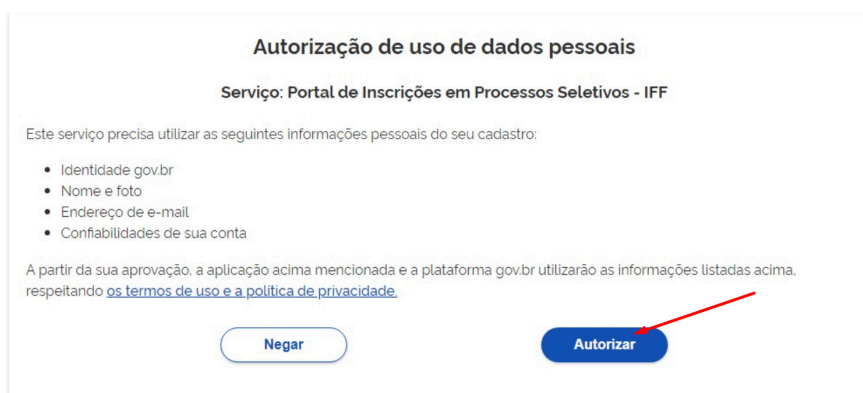 Autorização de uso de dados pessoais
Serviço: Portal de Inscrições em Processos Seletivos - IFF
Este serviço precisa utilizar as seguintes informações pessoais do seu cadastro:
• Identidade gov.br
• Nome e foto
• Endereço de e-mail
• Confiabilidades de sua conta
A partir da sua aprovação, a aplicação acima mencionada e a plataforma gov.br utilizarão as informações listadas acima,
respeitando os termos de uso e a política de privacidade.
Negar
Autorizar